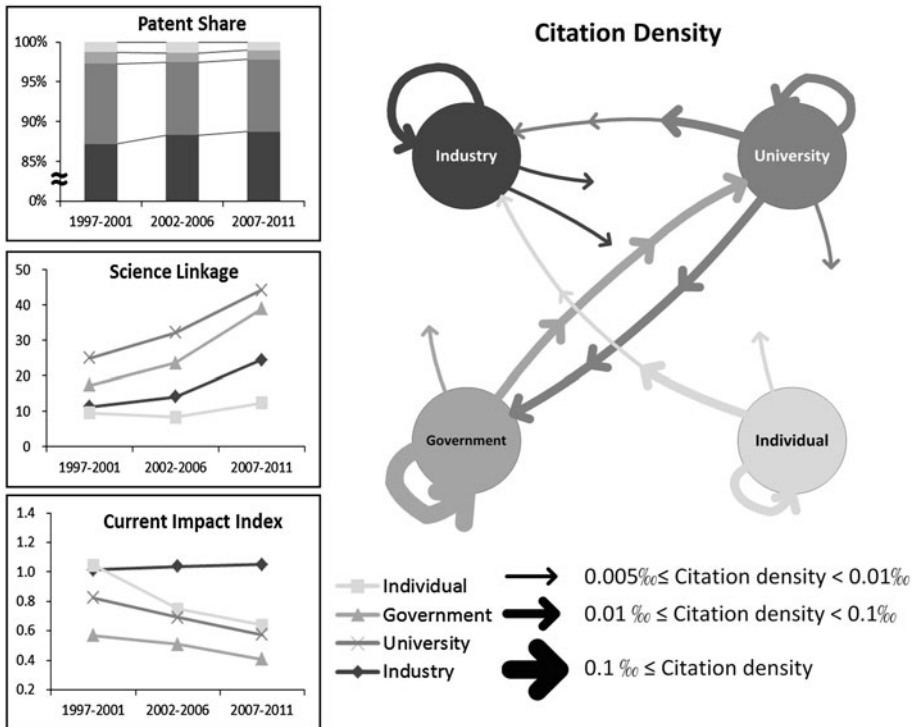 Patent Share
100%
95%
90%
85%
0%
1997-2001 2002-2006 2007-2011
Science Linkage
50
40
30
20
10
0
1997-2001 2002-2006 2007-2011
Current Impact Index
1.4
1.2
1.0
0.8
0.6
0.4
0.2
1997-2001 2002-2006 2007-2011
Citation Density
Industry
University
Government
Individual
Individual
Government
University
Industry
0.005‰≤ Citation density < 0.01‰
0.01 ‰ ≤ Citation density < 0.1‰
0.1 ‰ ≤ Citation density